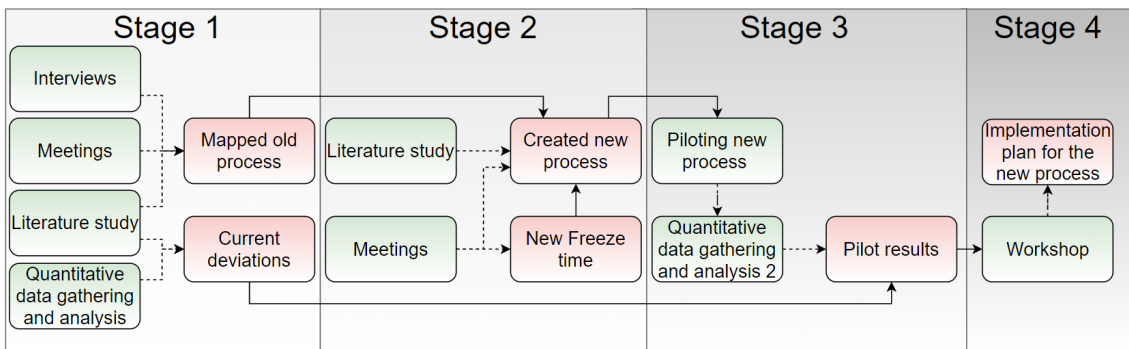 Stage 1
Interviews
Meetings
Literature study
Quantitative
data gathering
and analysis
Mapped old
process
Current
deviations
Stage 2
Literature study
Meetings
Created new
process
New Freeze
time
Stage 3
Piloting new
process
Quantitative
data gathering
and analysis 2
Pilot results
Stage 4
Implementation
plan for the
new process
Workshop